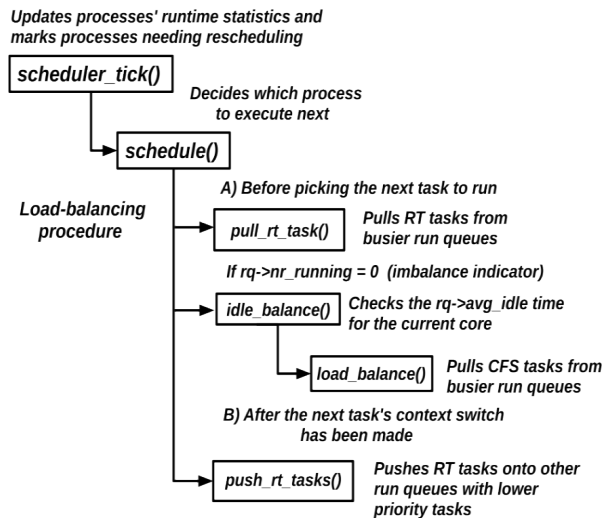 Updates processes' runtime statistics and
marks processes needing rescheduling
scheduler_tick()
Decides which process
to execute next
schedule()
Load-balancing
procedure
A) Before picking the next task to run
pull_rt_task()
Pulls RT tasks from
busier run queues
If rq->nr_running = 0 (imbalance indicator)
idle_balance()
Checks the rq->avg_idle time
for the current core
load_balance()
Pulls CFS tasks from
busier run queues
B) After the next task's context switch
has been made
push_rt_tasks()
Pushes RT tasks onto other
run queues with lower
priority tasks